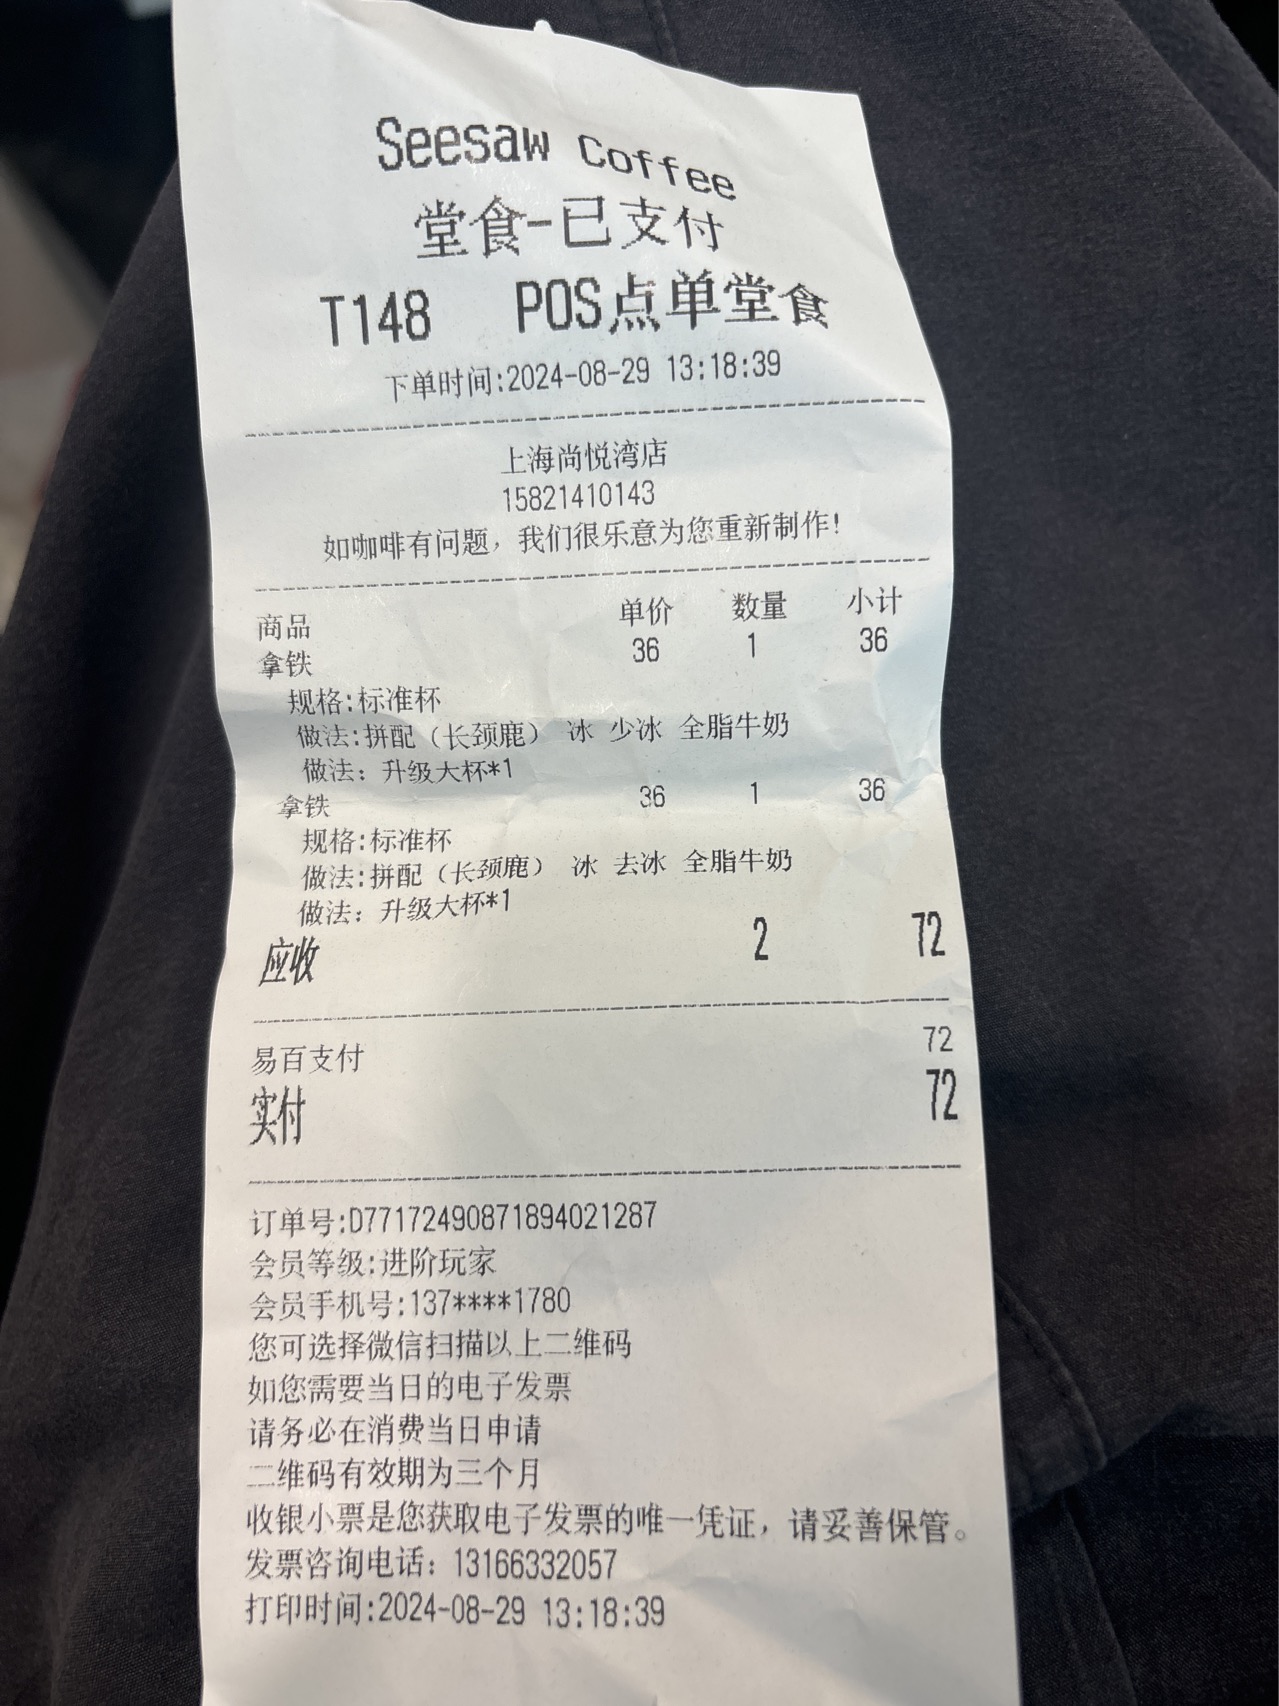 Seesaw Coffee
堂食-已支付
T148 POS点单堂食
下单时间:2024-08-29 13:18:39
上海尚悦湾店
15821410143
如咖啡有问题，我们很乐意为您重新制作!
商品 单价 数量 小计
拿铁 36 1 36
规格:标准杯
做法:拼配（长颈鹿） 冰 少冰 全脂牛奶
做法：升级大杯*1
拿铁 36 1 36
规格:标准杯
做法:拼配（长颈鹿） 冰 去冰 全脂牛奶
做法：升级大杯*1
应收 2 72
易百支付 72
实付 72
订单号:D77172490871894021287
会员等级:进阶玩家
会员手机号:137****1780
您可选择微信扫描以上二维码
如您需要当日的电子发票
请务必在消费当日申请
二维码有效期为三个月
收银小票是您获取电子发票的唯一凭证，请妥善保管。
发票咨询电话：13166332057
打印时间:2024-08-29 13:18:39